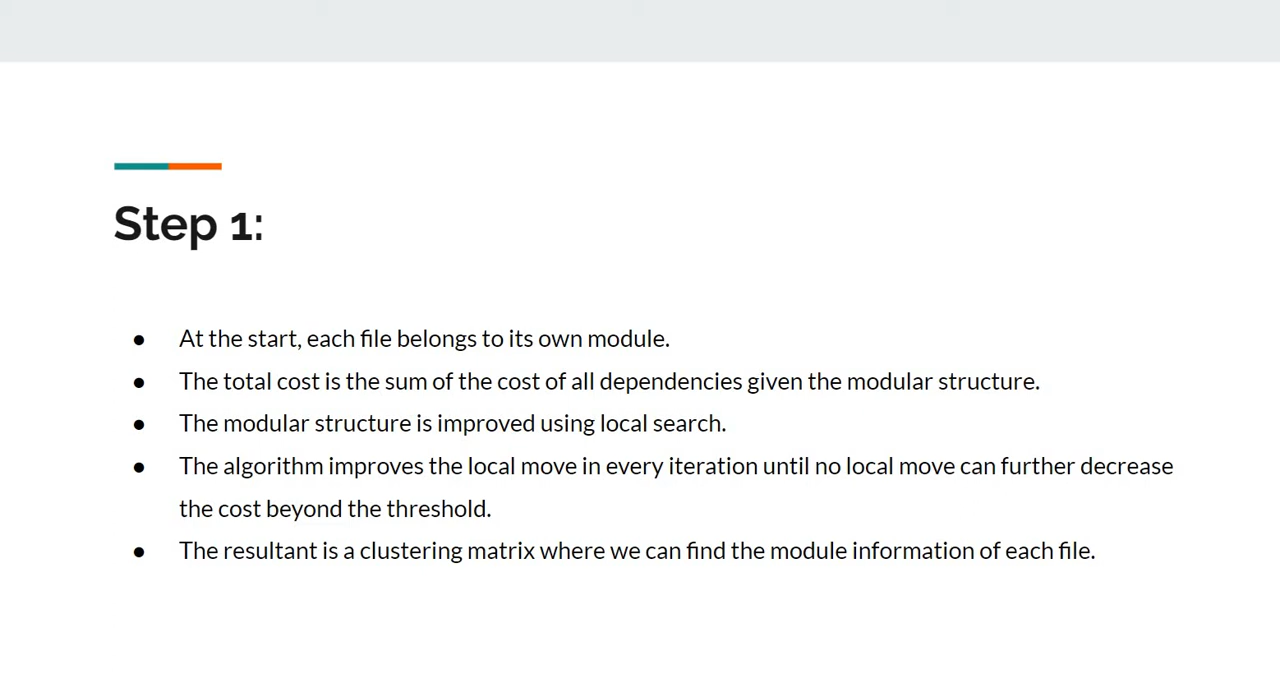 Step 1:
● At the start, each file belongs to its own module.
● The total cost is the sum of the cost of all dependencies given the modular structure.
● The modular structure is improved using local search.
● The algorithm improves the local move in every iteration until no local move can further decrease
the cost beyond the threshold.
● The resultant is a clustering matrix where we can find the module information of each file.